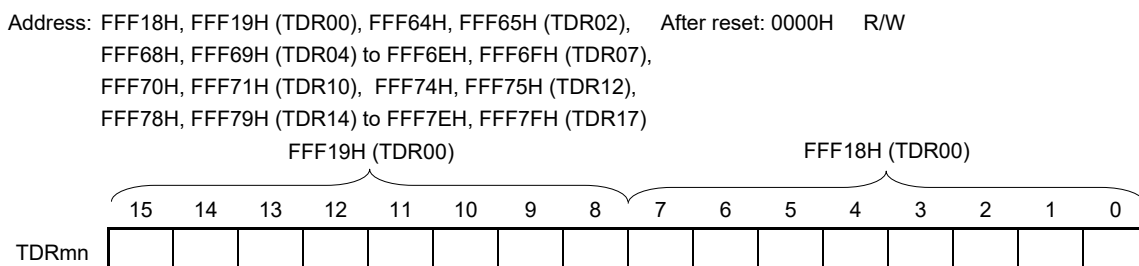 Address: FFF18H, FFF19H (TDR00), FFF64H, FFF65H (TDR02), After reset: 0000H R/W
FFF68H, FFF69H (TDR04) to FFF6EH, FFF6FH (TDR07),
FFF70H, FFF71H (TDR10), FFF74H, FFF75H (TDR12),
FFF78H, FFF79H (TDR14) to FFF7EH, FFF7FH (TDR17)
FFF19H (TDR00) FFF18H (TDR00)
15 14 13 12 11 10 9 8 7 6 5 4 3 2 1 0
TDRmn